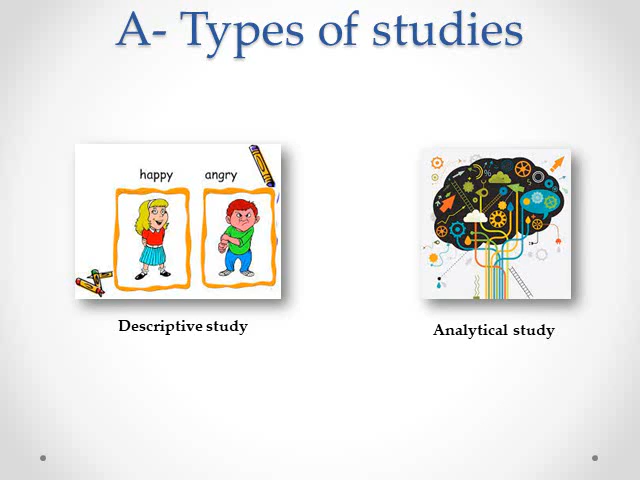 A- Types of studies
happy angry
Descriptive study
Analytical study